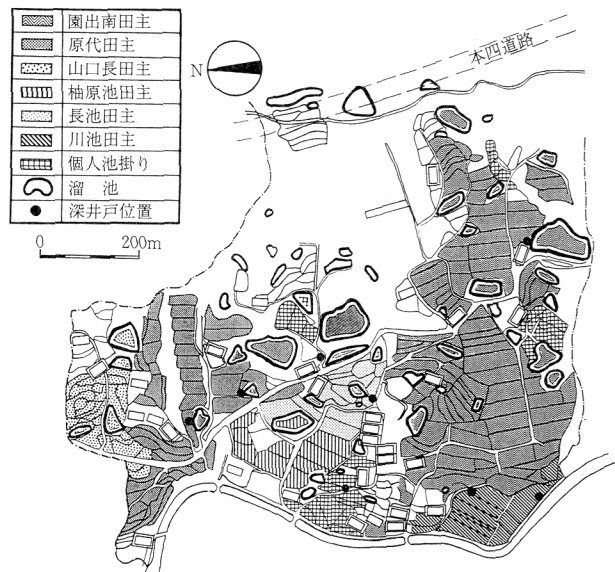 園出南田主
原代田主
山口長田主
柚原池田主
長池田主
川池田主
個人池掛り
溜　池
深井戸位置
0 200m
N
本四道路